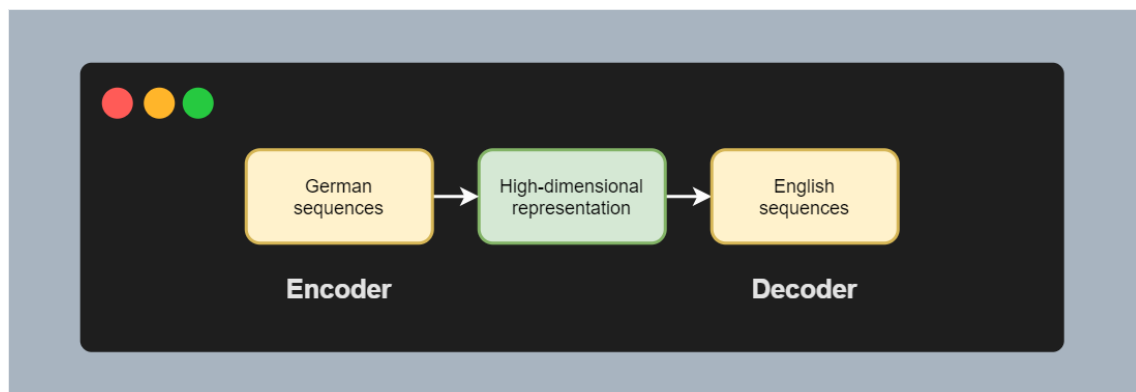 German
sequences
High-dimensional
representation
English
sequences
Encoder
Decoder